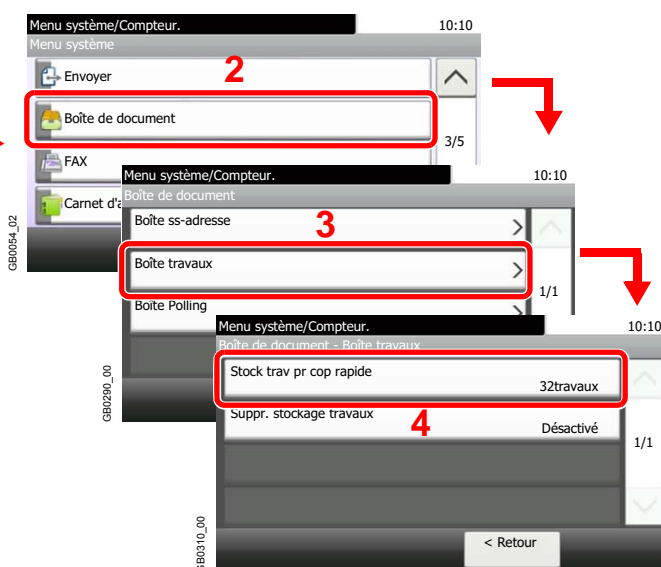 Menu système/Compteur.
10:10
Menu système
Envoyer
2
Boîte de document
3/5
FAX
Carnet d'a
GB0054_02
Menu système/Compteur.
10:10
Boîte de document
Boîte ss-adresse
3
Boîte travaux
1/1
Boîte Polling
GB0290_00
Menu système/Compteur.
10:10
Boîte de document - Boîte travaux
Stock trav pr cop rapide
32travaux
Suppr. stockage travaux
4
Désactivé
1/1
GB0310_00
< Retour